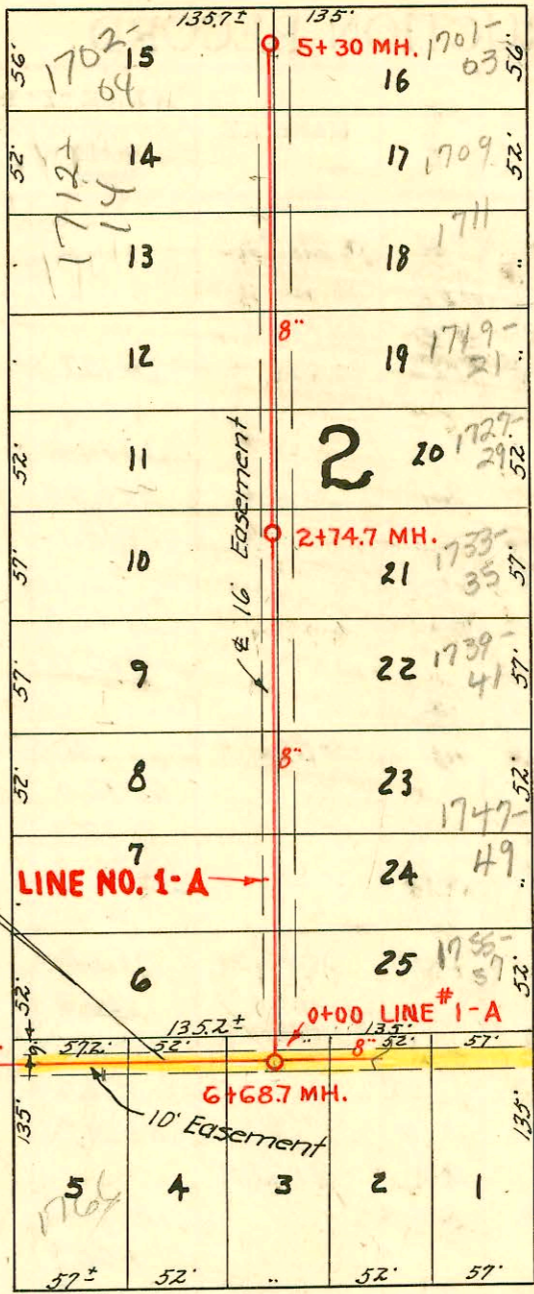 135.7± 135'
56' 1702-04 15 5+30 MH. 1701-03 16 56'
52' 1712+14 14 17 1709 52'
13 18 1711 "
12 8" 19 1719-21 "
52' 11 2 20 1727-29 52'
℄ 16' Easement
2+74.7 MH.
57' 10 21 1733-35 57'
57' 9 22 1739-41 57'
52' 8 8" 23 52'
7 24 1747-49 "
LINE NO. 1-A
52' 6 25 1755-57 52'
135.2± 0+00 LINE #1-A 135'
9.4 57.2' 52' " 8" 52' 57'
6+68.7 MH.
10' Easement
135' 135'
5 4 3 2 1
57± 52' " 52' 57'